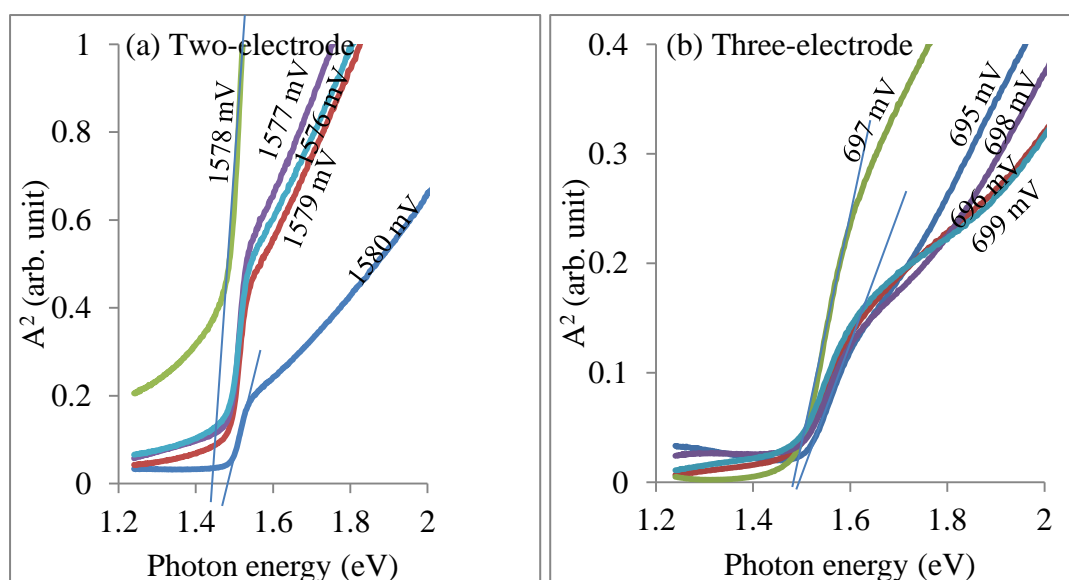 (a) Two-electrode
A² (arb. unit)
1
0.8
0.6
0.4
0.2
0
1.2 1.4 1.6 1.8 2
Photon energy (eV)
1578 mV
1577 mV
1576 mV
1579 mV
1580 mV
(b) Three-electrode
A² (arb. unit)
0.4
0.3
0.2
0.1
0
1.2 1.4 1.6 1.8 2
Photon energy (eV)
697 mV
695 mV
698 mV
696 mV
699 mV